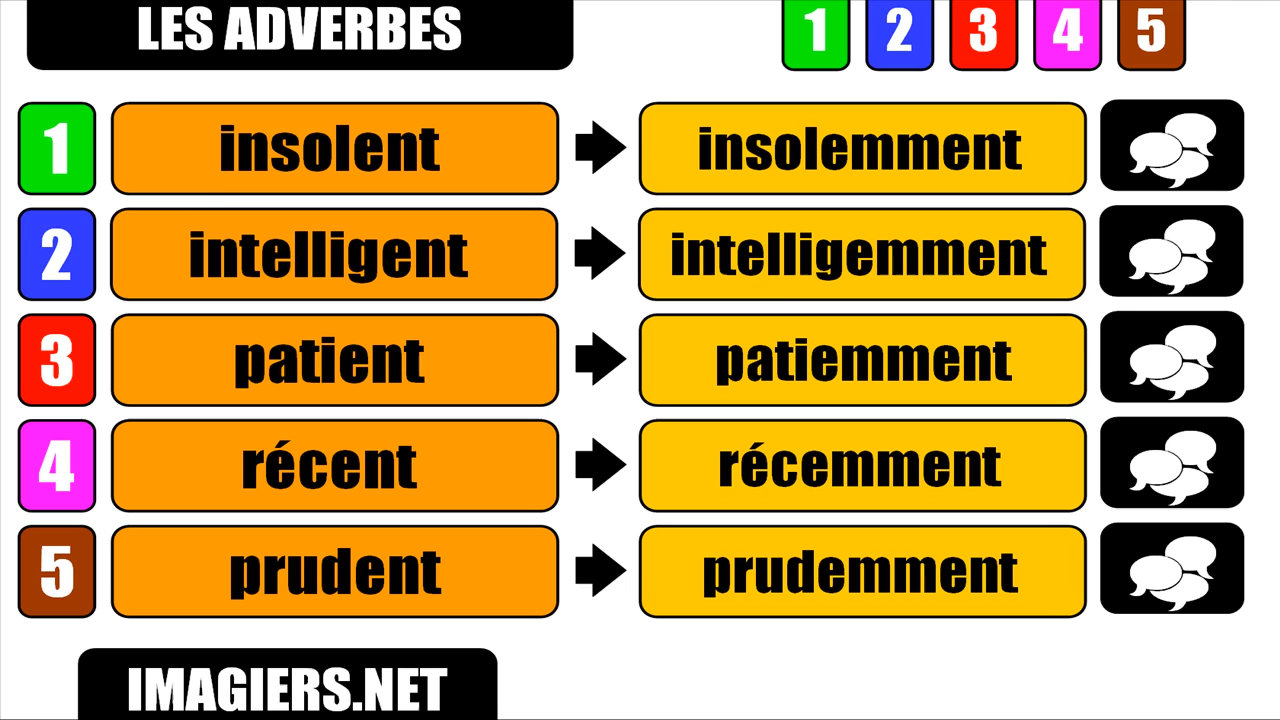 LES ADVERBES
1 2 3 4 5
1 insolent insolemment
2 intelligent intelligemment
3 patient patiemment
4 récent récemment
5 prudent prudemment
IMAGIERS.NET